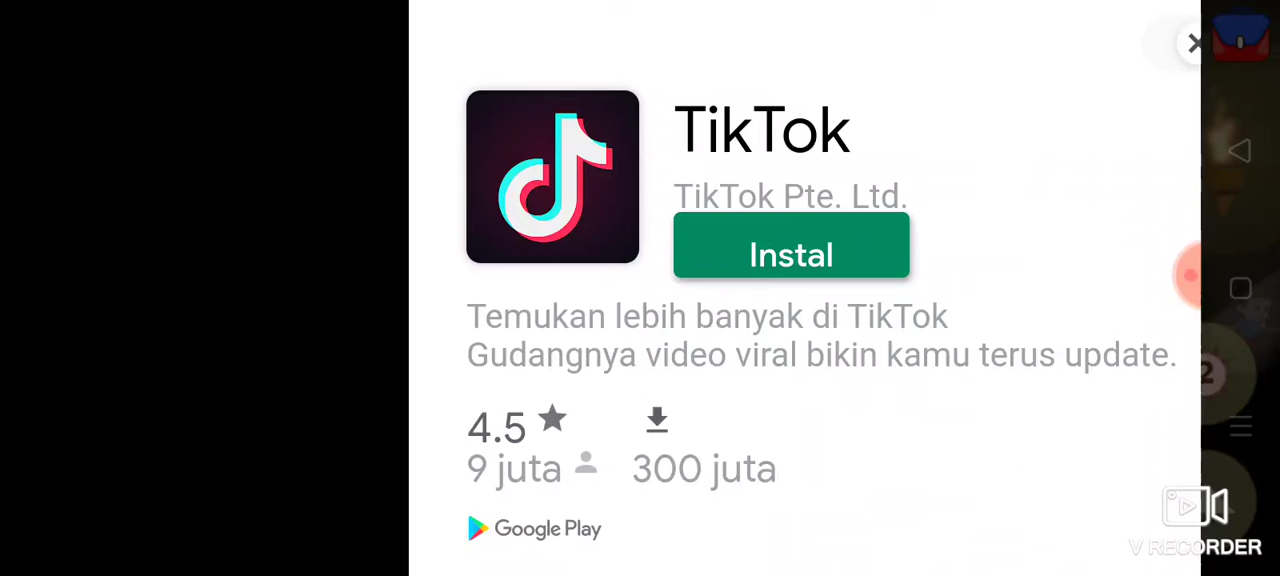 TikTok
TikTok Pte. Ltd.
Instal
Temukan lebih banyak di TikTok
Gudangnya video viral bikin kamu terus update.
4.5
9 juta 300 juta
Google Play
2
V RECORDER